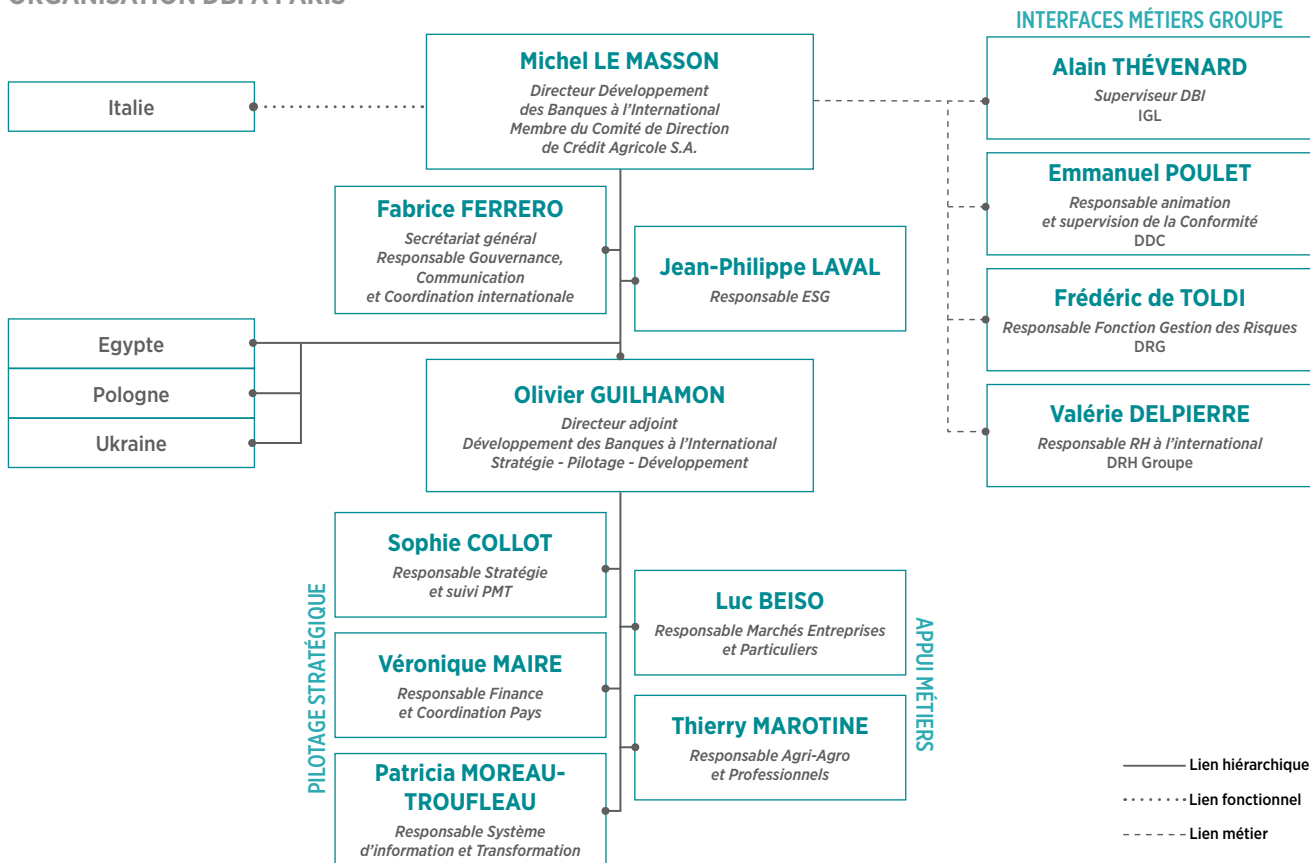 ORGANISATION DBI À PARIS
INTERFACES MÉTIERS GROUPE
Michel LE MASSON
Directeur Développement
des Banques à l'International
Membre du Comité de Direction
de Crédit Agricole S.A.
Italie
Alain THÉVENARD
Superviseur DBI
IGL
Emmanuel POULET
Responsable animation
et supervision de la Conformité
DDC
Fabrice FERRERO
Secrétariat général
Responsable Gouvernance,
Communication
et Coordination internationale
Jean-Philippe LAVAL
Responsable ESG
Frédéric de TOLDI
Responsable Fonction Gestion des Risques
DRG
Egypte
Pologne
Ukraine
Olivier GUILHAMON
Directeur adjoint
Développement des Banques à l'International
Stratégie - Pilotage - Développement
Valérie DELPIERRE
Responsable RH à l'international
DRH Groupe
PILOTAGE STRATÉGIQUE
Sophie COLLOT
Responsable Stratégie
et suivi PMT
Véronique MAIRE
Responsable Finance
et Coordination Pays
Patricia MOREAU-
TROUFLEAU
Responsable Système
d'information et Transformation
APPUI MÉTIERS
Luc BEISO
Responsable Marchés Entreprises
et Particuliers
Thierry MAROTINE
Responsable Agri-Agro
et Professionnels
Lien hiérarchique
Lien fonctionnel
Lien métier